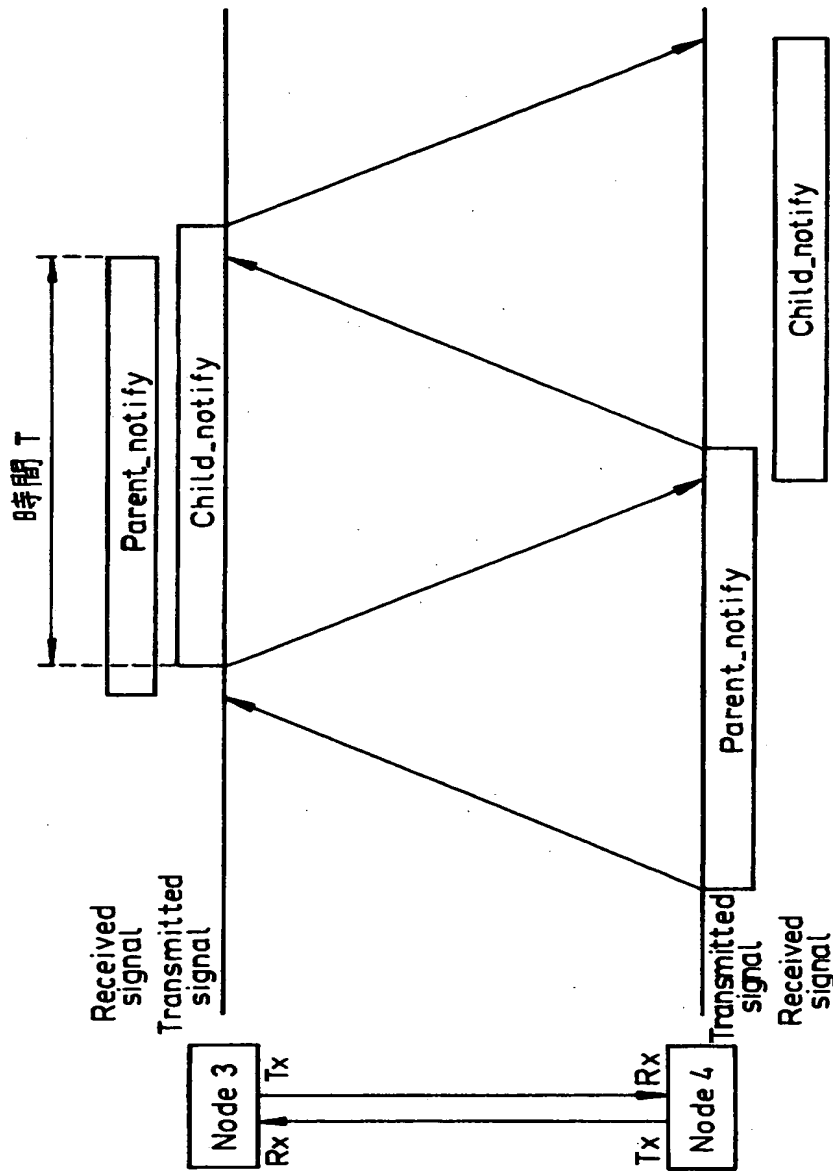 時間 T
Received
signal
Parent_notify
Transmitted
signal
Child_notify
Node 3
Rx
Tx
Tx
Rx
Node 4
Transmitted
signal
Parent_notify
Received
signal
Child_notify